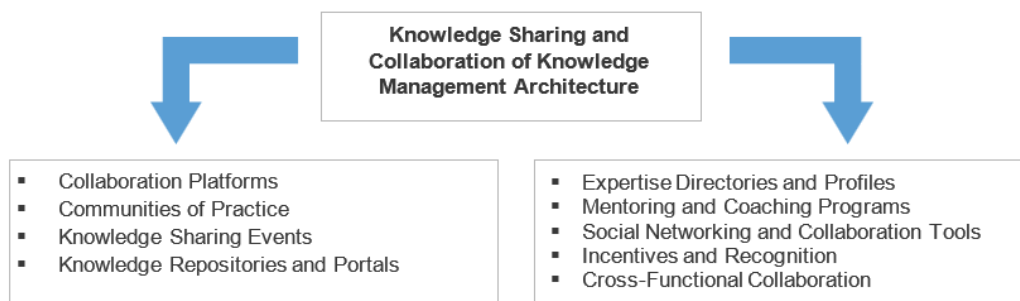 Knowledge Sharing and
Collaboration of Knowledge
Management Architecture
▪ Collaboration Platforms
▪ Communities of Practice
▪ Knowledge Sharing Events
▪ Knowledge Repositories and Portals
▪ Expertise Directories and Profiles
▪ Mentoring and Coaching Programs
▪ Social Networking and Collaboration Tools
▪ Incentives and Recognition
▪ Cross-Functional Collaboration